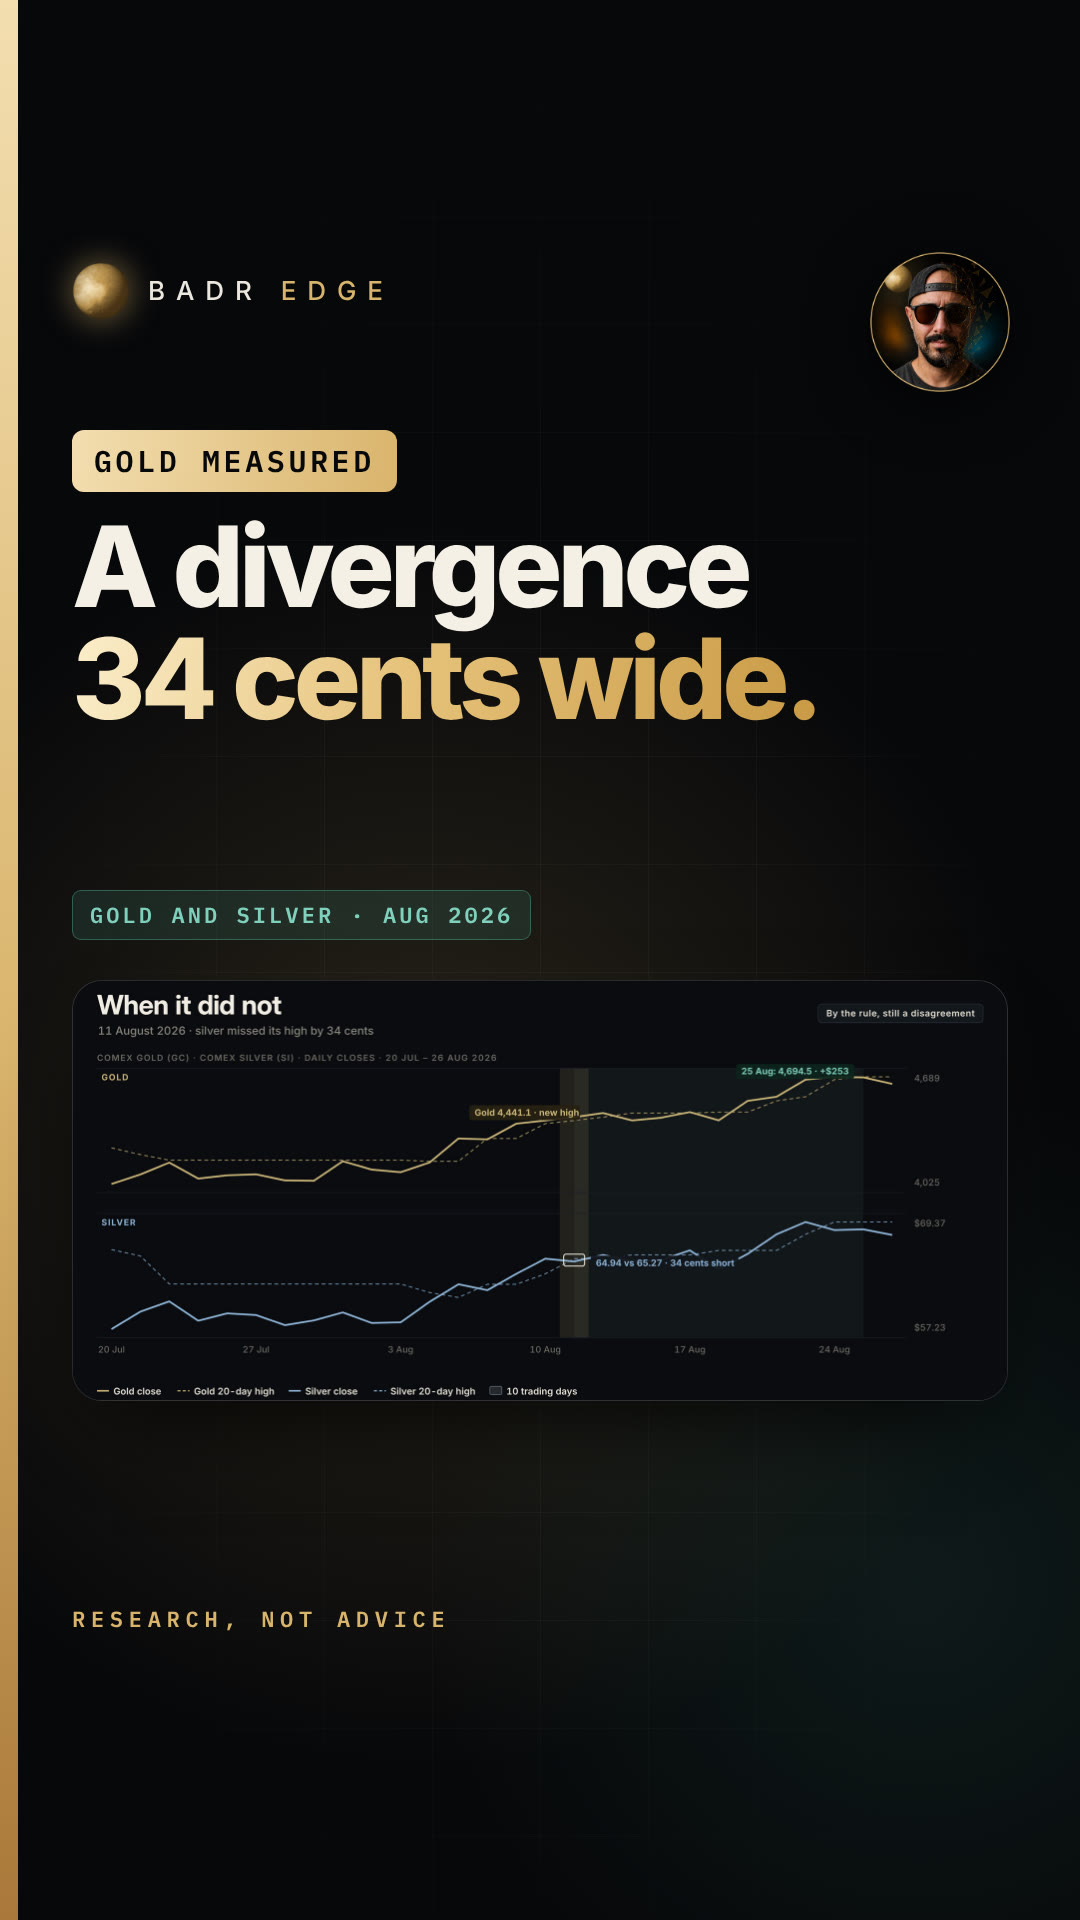 BADR EDGE
GOLD MEASURED
A divergence
34 cents wide.
GOLD AND SILVER · AUG 2026
When it did not
11 August 2026 · silver missed its high by 34 cents
By the rule, still a disagreement
COMEX GOLD (GC) · COMEX SILVER (SI) · DAILY CLOSES · 20 JUL – 26 AUG 2026
GOLD
25 Aug: 4,694.5 · +$253
4,689
Gold 4,441.1 · new high
4,025
SILVER
$69.37
64.94 vs 65.27 · 34 cents short
$57.23
20 Jul 27 Jul 3 Aug 10 Aug 17 Aug 24 Aug
Gold close Gold 20-day high Silver close Silver 20-day high 10 trading days
RESEARCH, NOT ADVICE